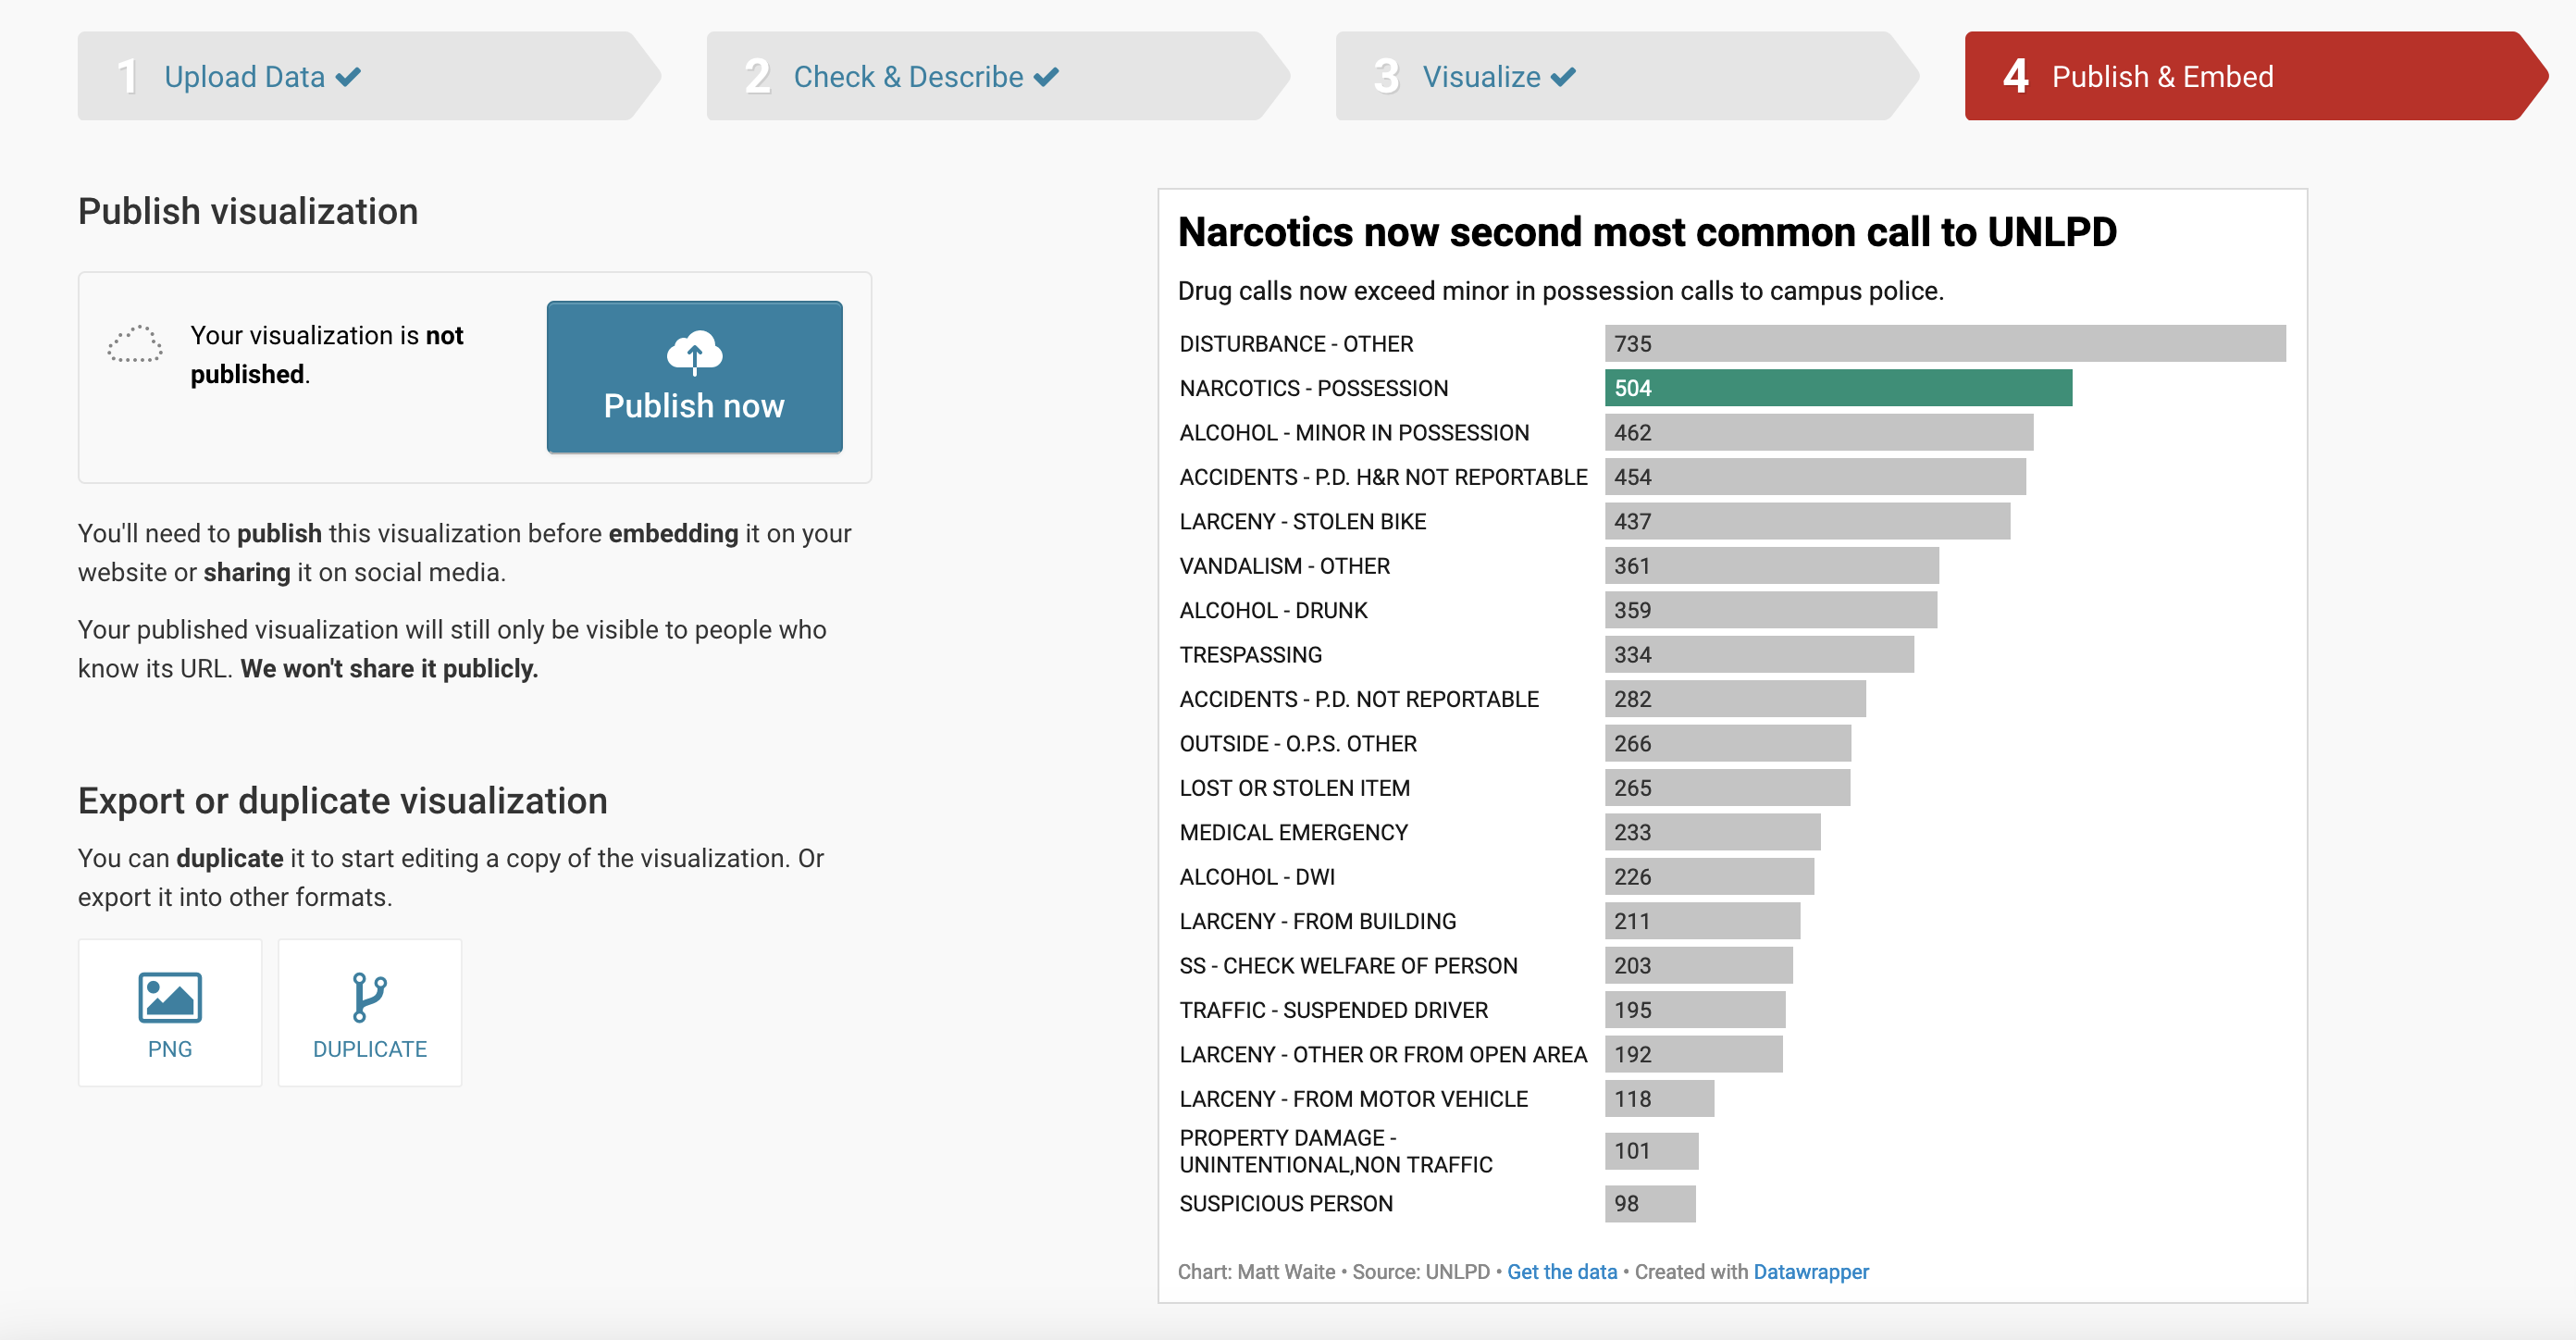 1 Upload Data
2 Check & Describe
3 Visualize
4 Publish & Embed
Publish visualization
Your visualization is not
published.
Publish now
You'll need to publish this visualization before embedding it on your
website or sharing it on social media.
Your published visualization will still only be visible to people who
know its URL. We won't share it publicly.
Export or duplicate visualization
You can duplicate it to start editing a copy of the visualization. Or
export it into other formats.
PNG
DUPLICATE
Narcotics now second most common call to UNLPD
Drug calls now exceed minor in possession calls to campus police.
DISTURBANCE - OTHER 735
NARCOTICS - POSSESSION 504
ALCOHOL - MINOR IN POSSESSION 462
ACCIDENTS - P.D. H&R NOT REPORTABLE 454
LARCENY - STOLEN BIKE 437
VANDALISM - OTHER 361
ALCOHOL - DRUNK 359
TRESPASSING 334
ACCIDENTS - P.D. NOT REPORTABLE 282
OUTSIDE - O.P.S. OTHER 266
LOST OR STOLEN ITEM 265
MEDICAL EMERGENCY 233
ALCOHOL - DWI 226
LARCENY - FROM BUILDING 211
SS - CHECK WELFARE OF PERSON 203
TRAFFIC - SUSPENDED DRIVER 195
LARCENY - OTHER OR FROM OPEN AREA 192
LARCENY - FROM MOTOR VEHICLE 118
PROPERTY DAMAGE -
UNINTENTIONAL,NON TRAFFIC 101
SUSPICIOUS PERSON 98
Chart: Matt Waite • Source: UNLPD • Get the data • Created with Datawrapper